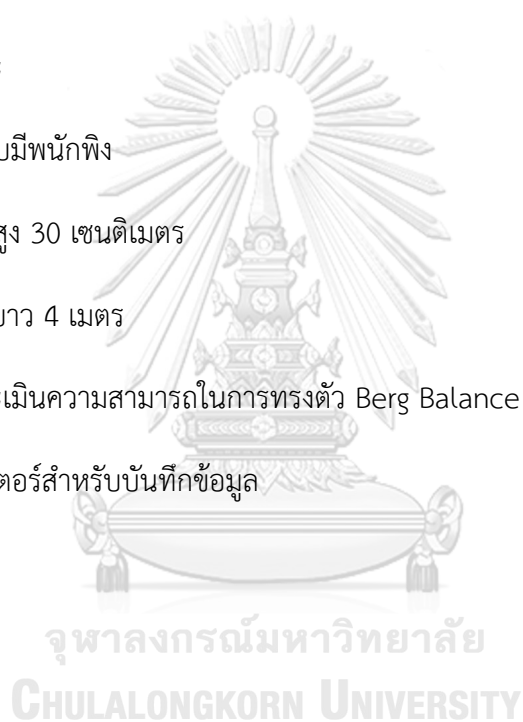 บมีพนักพิง
สูง 30 เซนติเมตร
ยาว 4 เมตร
ะเมินความสามารถในการทรงตัว Berg Balance
ตอร์สำหรับบันทึกข้อมูล
จุฬาลงกรณ์มหาวิทยาลัย
CHULALONGKORN UNIVERSITY